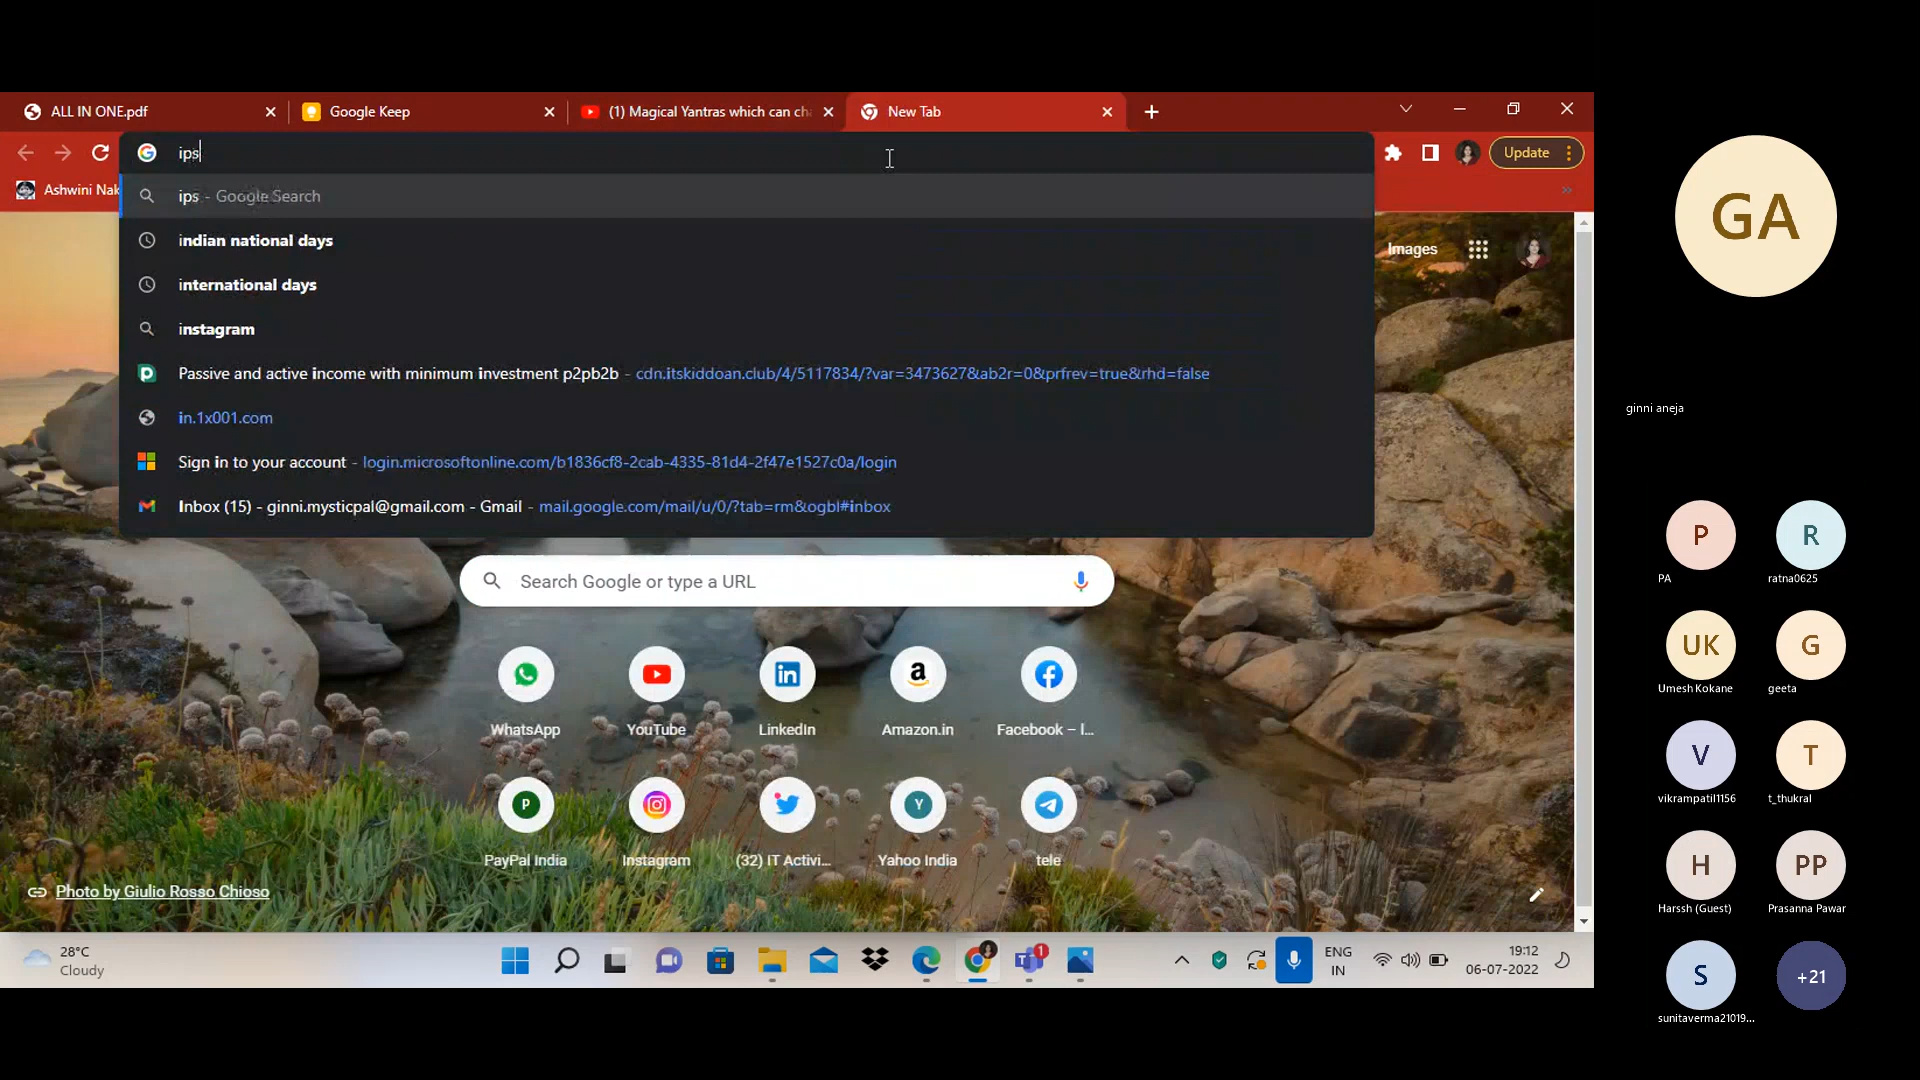 ALL IN ONE.pdf
Google Keep
(1) Magical Yantras which can cha
New Tab
ips
Update
Ashwini Nak
ips - Google Search
indian national days
international days
instagram
Passive and active income with minimum investment p2pb2b - cdn.itskiddoan.club/4/5117834/?var=3473627&ab2r=0&prfrev=true&rhd=false
in.1x001.com
Sign in to your account - login.microsoftonline.com/b1836cf8-2cab-4335-81d4-2f47e1527c0a/login
Inbox (15) - ginni.mysticpal@gmail.com - Gmail - mail.google.com/mail/u/0/?tab=rm&ogbl#inbox
Images
Search Google or type a URL
WhatsApp
YouTube
LinkedIn
Amazon.in
Facebook – l...
P
Y
PayPal India
Instagram
(32) IT Activi...
Yahoo India
tele
Photo by Giulio Rosso Chioso
28°C
Cloudy
1
ENG
IN
19:12
06-07-2022
GA
ginni aneja
P
R
PA
ratna0625
UK
G
Umesh Kokane
geeta
V
T
vikrampatil1156
t_thukral
H
PP
Harssh (Guest)
Prasanna Pawar
S
+21
sunitaverma21019...